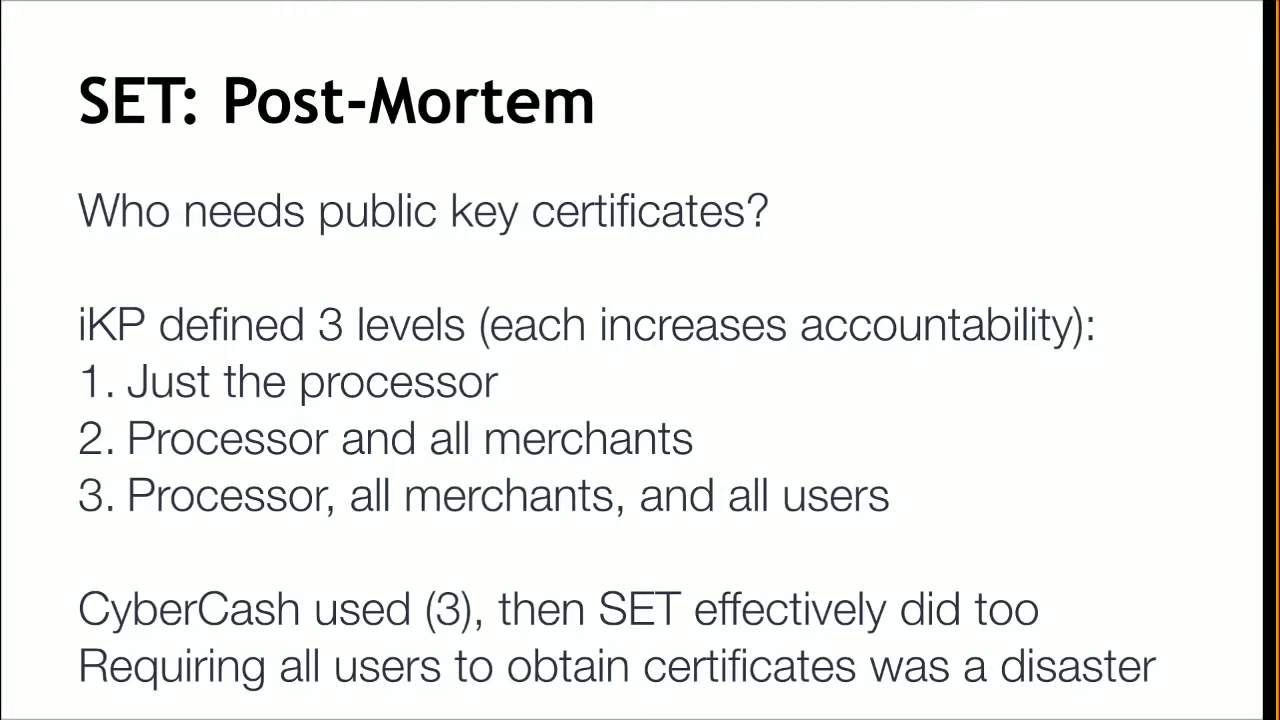 SET: Post-Mortem
Who needs public key certificates?
iKP defined 3 levels (each increases accountability):
1. Just the processor
2. Processor and all merchants
3. Processor, all merchants, and all users
CyberCash used (3), then SET effectively did too
Requiring all users to obtain certificates was a disaster